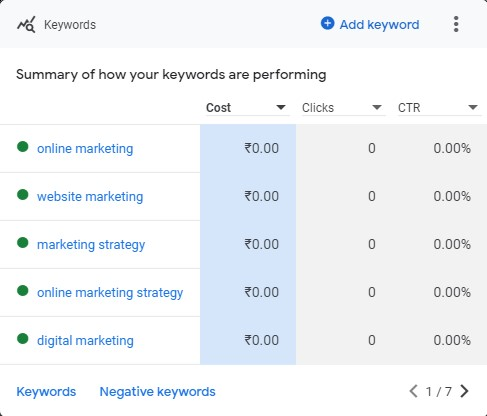 Keywords Add keyword
Summary of how your keywords are performing
Cost Clicks CTR
online marketing ₹0.00 0 0.00%
website marketing ₹0.00 0 0.00%
marketing strategy ₹0.00 0 0.00%
online marketing strategy ₹0.00 0 0.00%
digital marketing ₹0.00 0 0.00%
Keywords Negative keywords 1 / 7